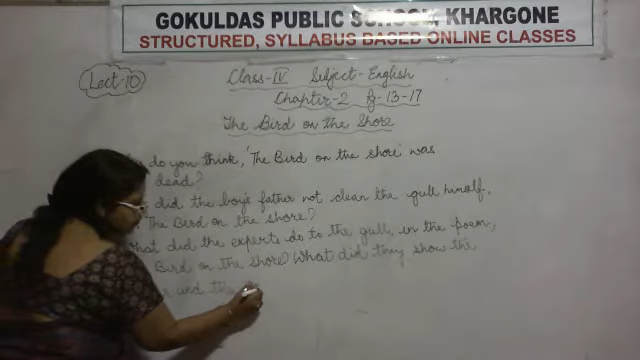 GOKULDAS PUBLIC SCHOOL, KHARGONE
STRUCTURED, SYLLABUS BASED ONLINE CLASSES
Lect 10
Class-IV Subject-English
Chapter-2 Pg-13-17
The Bird on the Shore
do you think, 'The Bird on the shore' was
dead?
did the boy's father not clean the gull himself,
The Bird on the shore?
What did the experts do to the gull, in the poem,
Bird on the shore? What did they show the
and the